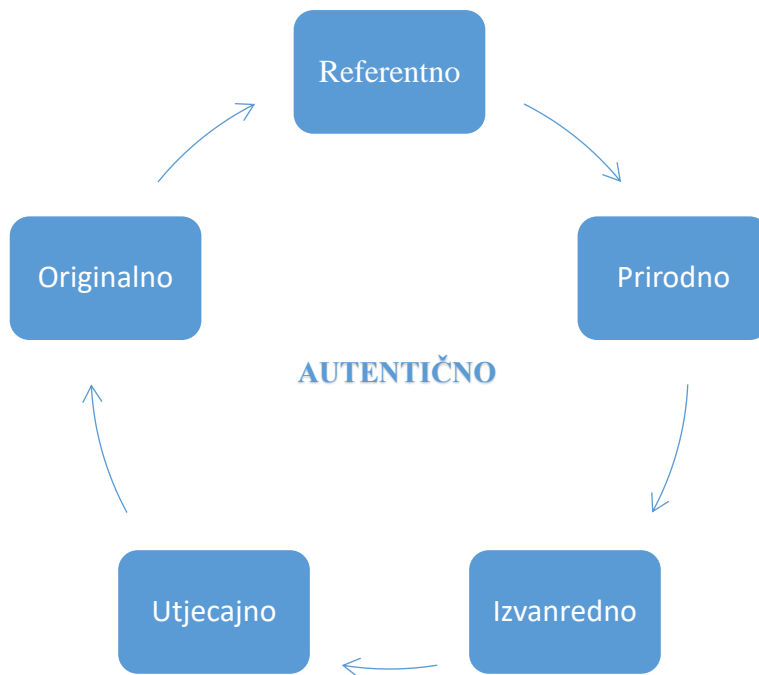 Referentno
Originalno
Prirodno
AUTENTIČNO
Utjecajno
Izvanredno